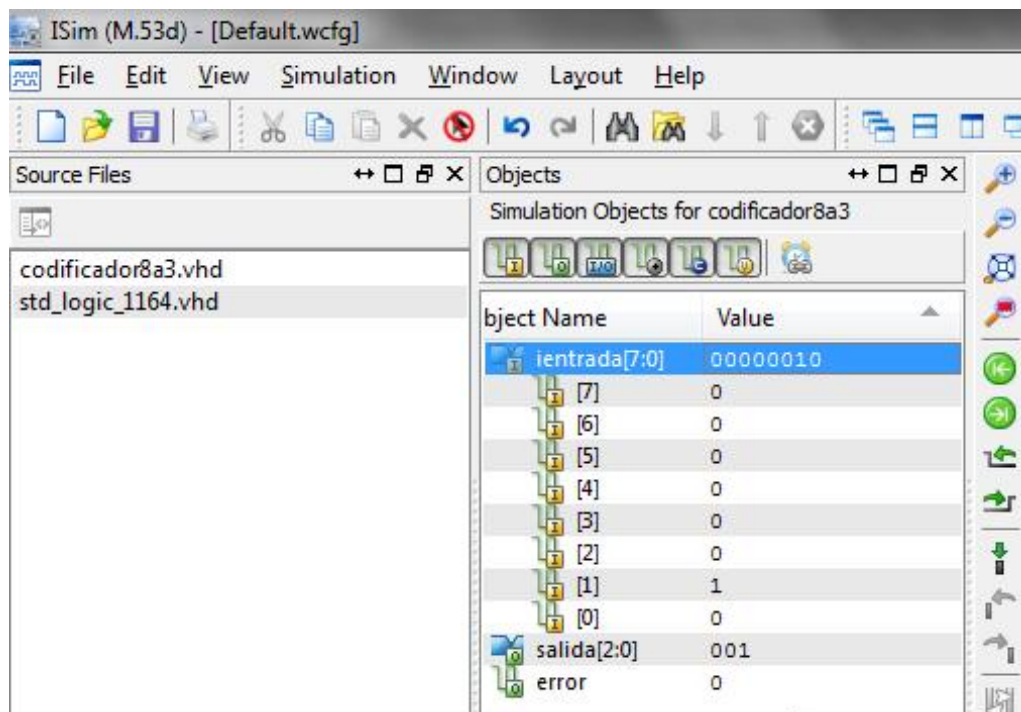 ISim (M.53d) - [Default.wcfg]
File Edit View Simulation Window Layout Help
Source Files
Objects
Simulation Objects for codificador8a3
codificador8a3.vhd
std_logic_1164.vhd
bject Name Value
ientrada[7:0] 00000010
[7] 0
[6] 0
[5] 0
[4] 0
[3] 0
[2] 0
[1] 1
[0] 0
salida[2:0] 001
error 0